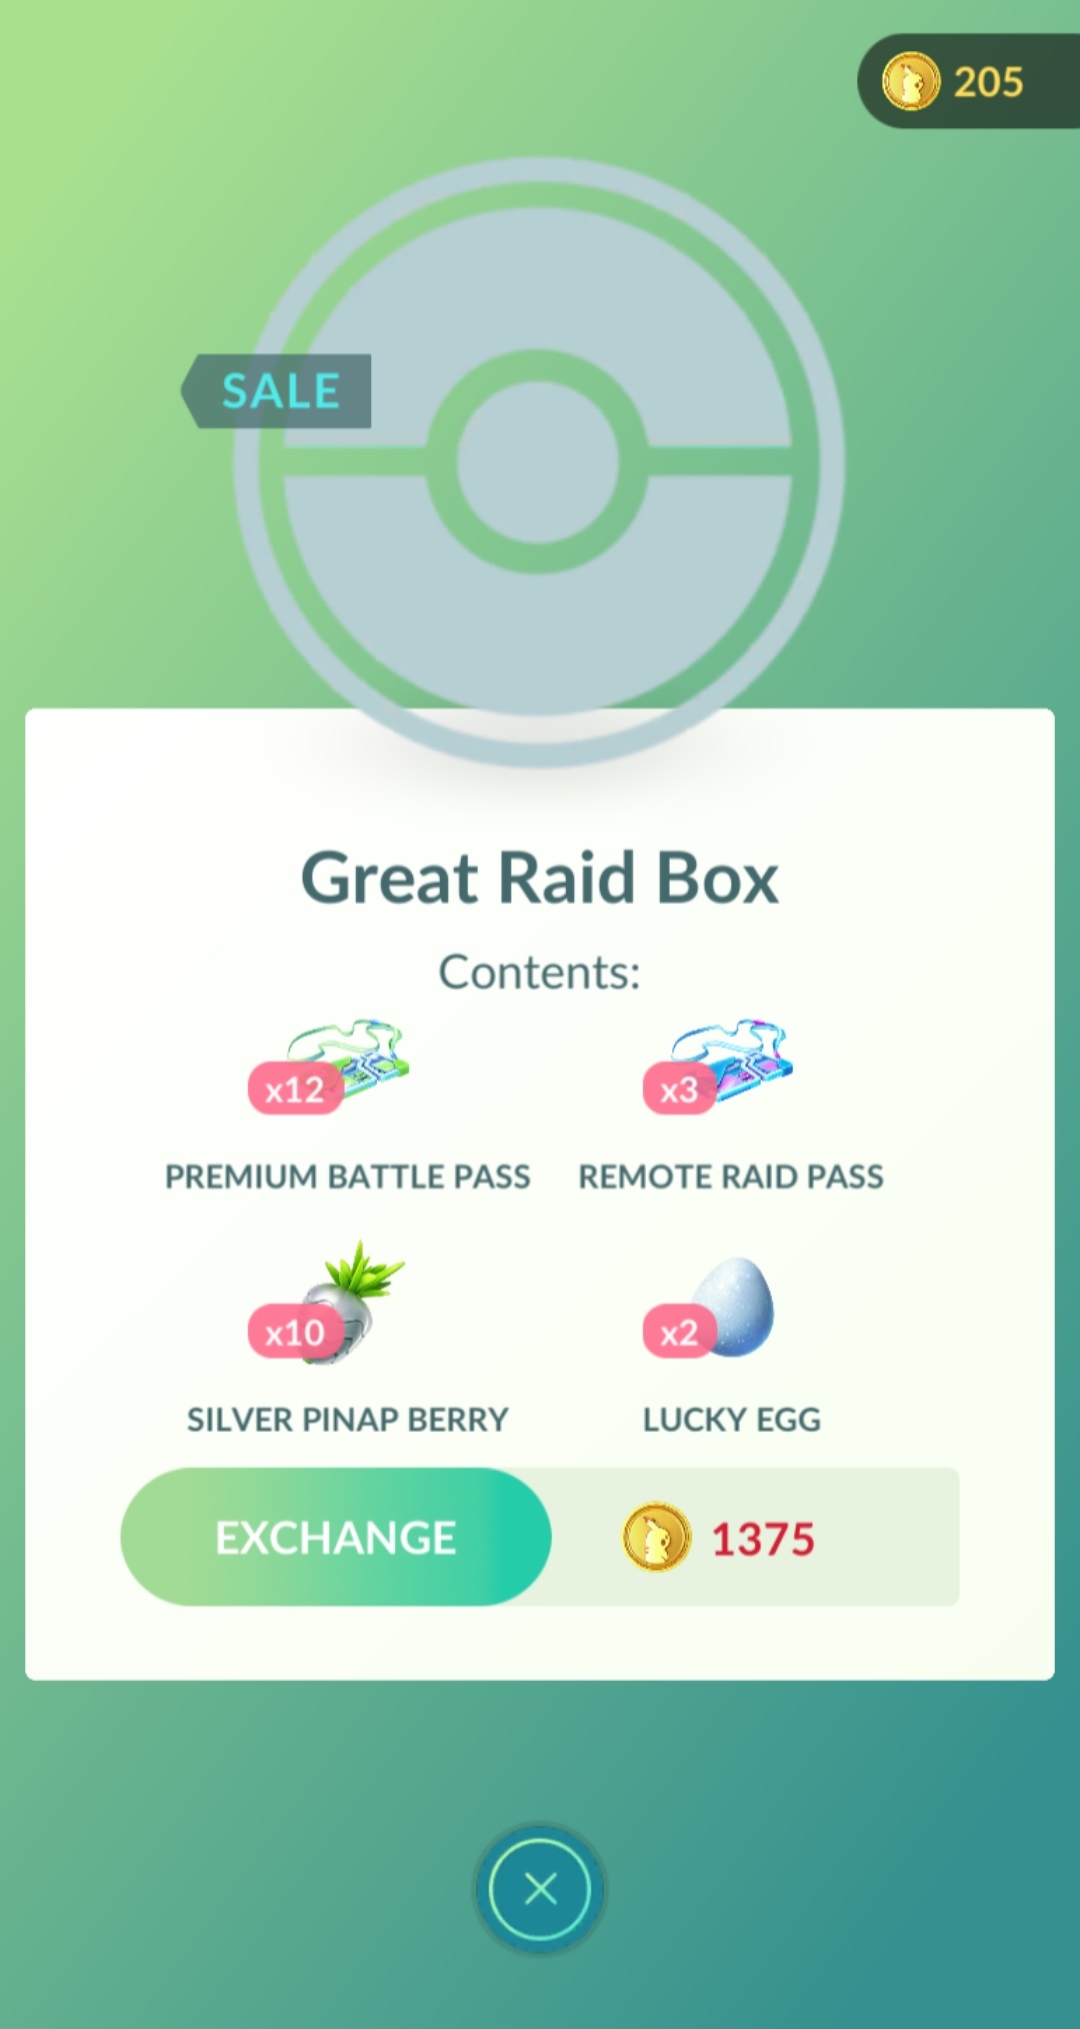 205
SALE
Great Raid Box
Contents:
x12 x3
PREMIUM BATTLE PASS REMOTE RAID PASS
x10 x2
SILVER PINAP BERRY LUCKY EGG
EXCHANGE 1375